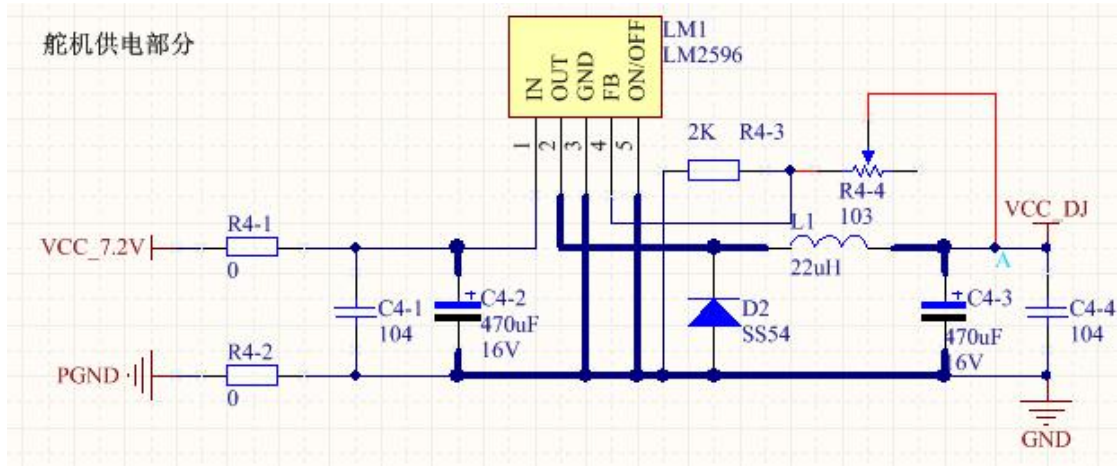 舵机供电部分
LM1
LM2596
IN
OUT
GND
FB
ON/OFF
1
2
3
4
5
2K
R4-3
R4-4
103
VCC_DJ
R4-1
VCC_7.2V
0
L1
22uH
A
C4-1
104
C4-2
470uF
16V
D2
SS54
C4-3
470uF
16V
C4-4
104
R4-2
PGND
0
GND